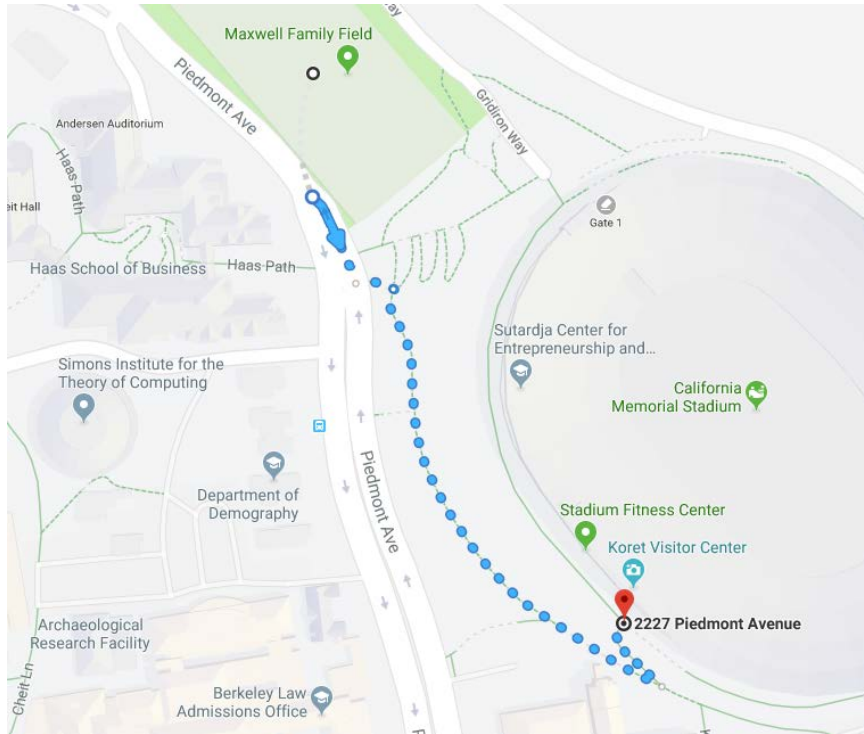 Maxwell Family Field
Piedmont Ave
Gridiron Way
Andersen Auditorium
Haas Path
Gate 1
Haas School of Business
Haas Path
Sutardja Center for
Entrepreneurship and...
Simons Institute for the
Theory of Computing
California
Memorial Stadium
Piedmont Ave
Department of
Demography
Stadium Fitness Center
Koret Visitor Center
2227 Piedmont Avenue
Archaeological
Research Facility
Cheit Ln
Berkeley Law
Admissions Office